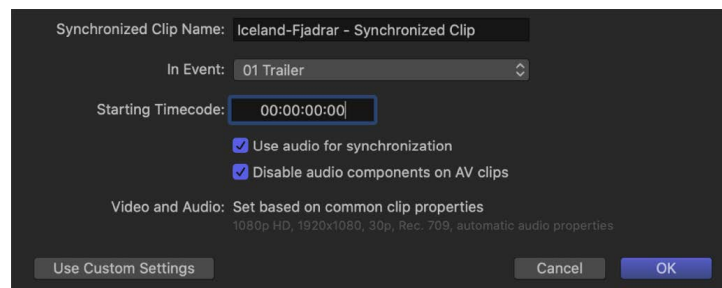 Synchronized Clip Name: Iceland-Fjadrar - Synchronized Clip
In Event: 01 Trailer
Starting Timecode: 00:00:00:00
Use audio for synchronization
Disable audio components on AV clips
Video and Audio: Set based on common clip properties
1080p HD, 1920x1080, 30p, Rec. 709, automatic audio properties
Use Custom Settings Cancel OK